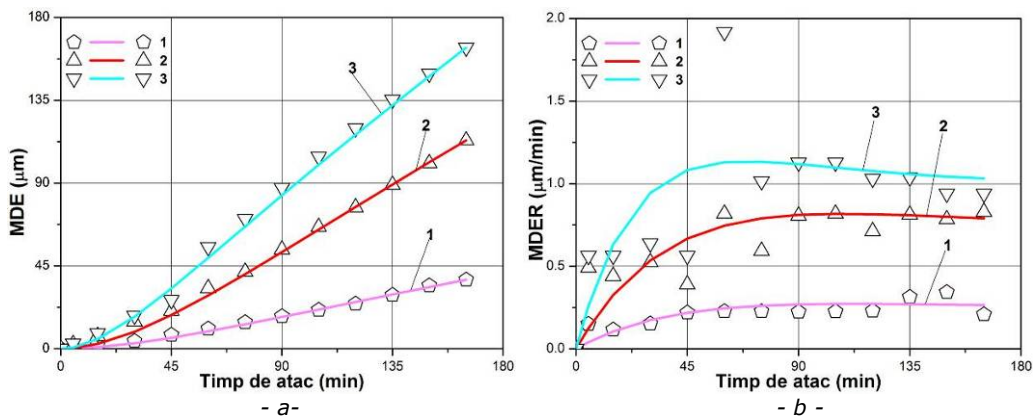 180
135
90
45
0
MDE (µm)
1
2
3
3
2
1
0 45 90 135 180
Timp de atac (min)
- a-
2.0
1.5
1.0
0.5
0.0
MDER (µm/min)
1
2
3
3
2
1
0 45 90 135 180
Timp de atac (min)
- b -